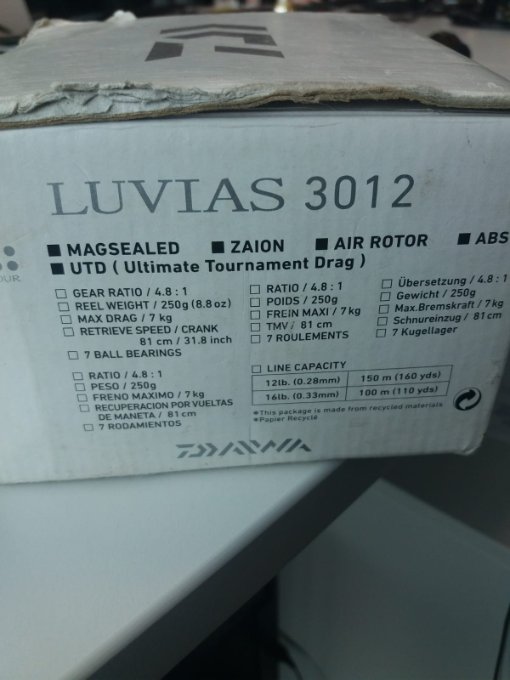 LUVIAS 3012
■ MAGSEALED ■ ZAION ■ AIR ROTOR ■ ABS
■ UTD ( Ultimate Tournament Drag )
□ GEAR RATIO / 4.8 : 1
□ REEL WEIGHT / 250g (8.8 oz)
□ MAX DRAG / 7 kg
□ RETRIEVE SPEED / CRANK
81 cm / 31.8 inch
□ 7 BALL BEARINGS
□ RATIO / 4.8 : 1
□ POIDS / 250g
□ FREIN MAXI / 7 kg
□ TMV / 81 cm
□ 7 ROULEMENTS
□ Übersetzung / 4.8 : 1
□ Gewicht / 250g
□ Max.Bremskraft / 7 kg
□ Schnureinzug / 81 cm
□ 7 Kugellager
□ RATIO / 4.8 : 1
□ PESO / 250g
□ FRENO MAXIMO / 7 kg
□ RECUPERACION POR VUELTAS
DE MANETA / 81 cm
□ 7 RODAMIENTOS
□ LINE CAPACITY
12lb. (0.28mm) 150 m (160 yds)
16lb. (0.33mm) 100 m (110 yds)
*This package is made from recycled materials
*Papier Recyclé
DAIWA